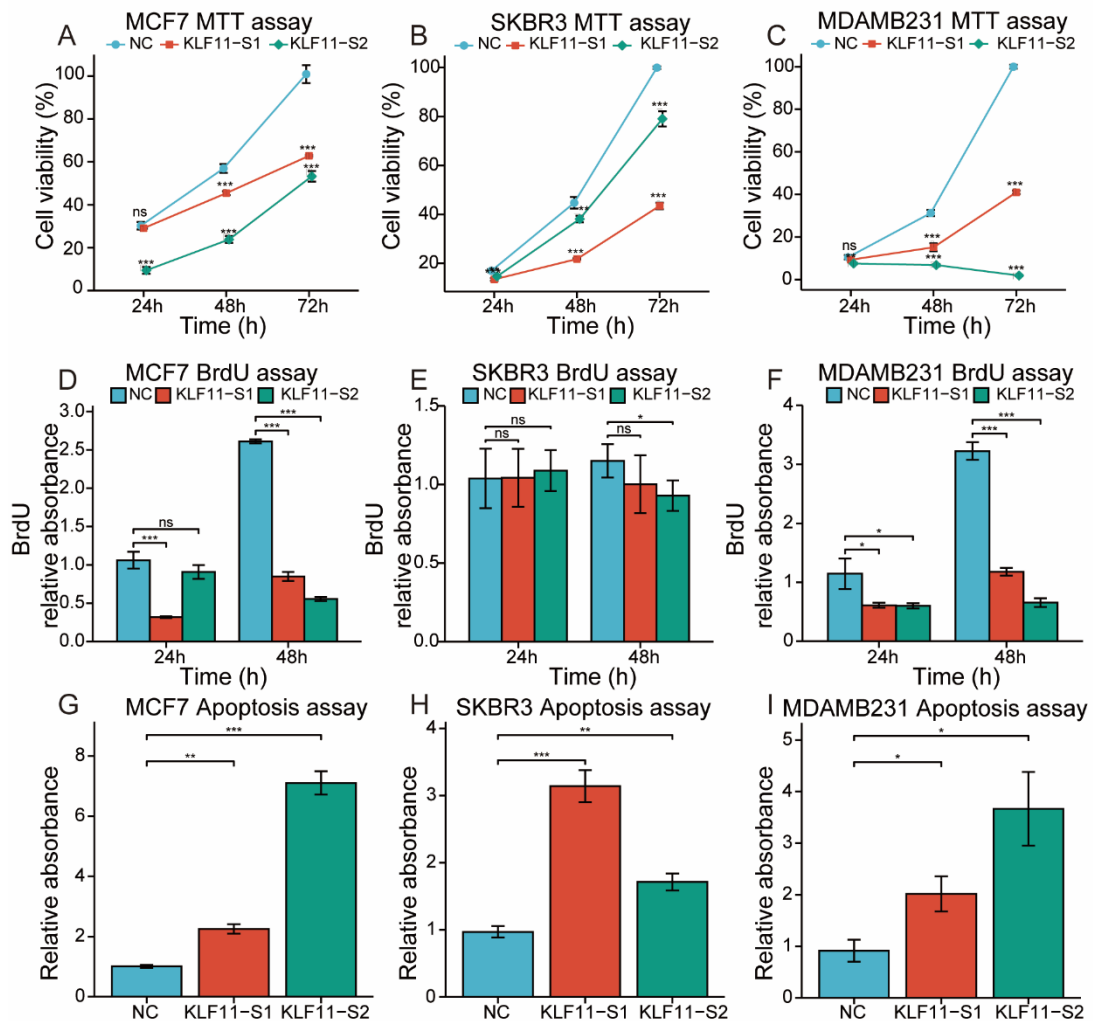 A MCF7 MTT assay
NC KLF11-S1 KLF11-S2
Cell viability (%)
100
80
60
40
20
0
ns
***
***
***
***
***
24h 48h 72h
Time (h)
B SKBR3 MTT assay
NC KLF11-S1 KLF11-S2
Cell viability (%)
100
80
60
40
20
***
**
***
***
***
24h 48h 72h
Time (h)
C MDAMB231 MTT assay
NC KLF11-S1 KLF11-S2
Cell viability (%)
100
80
60
40
20
0
ns
**
***
***
***
***
24h 48h 72h
Time (h)
D MCF7 BrdU assay
NC KLF11-S1 KLF11-S2
BrdU
relative absorbance
3.0
2.5
2.0
1.5
1.0
0.5
0.0
ns
***
***
***
24h 48h
Time (h)
E SKBR3 BrdU assay
NC KLF11-S1 KLF11-S2
BrdU
relative absorbance
1.5
1.0
0.5
0.0
ns
ns
*
ns
24h 48h
Time (h)
F MDAMB231 BrdU assay
NC KLF11-S1 KLF11-S2
BrdU
relative absorbance
4
3
2
1
0
*
*
***
***
24h 48h
Time (h)
G MCF7 Apoptosis assay
Relative absorbance
8
6
4
2
0
***
**
NC KLF11-S1 KLF11-S2
H SKBR3 Apoptosis assay
Relative absorbance
4
3
2
1
0
**
***
NC KLF11-S1 KLF11-S2
I MDAMB231 Apoptosis assay
Relative absorbance
5
4
3
2
1
0
*
*
NC KLF11-S1 KLF11-S2